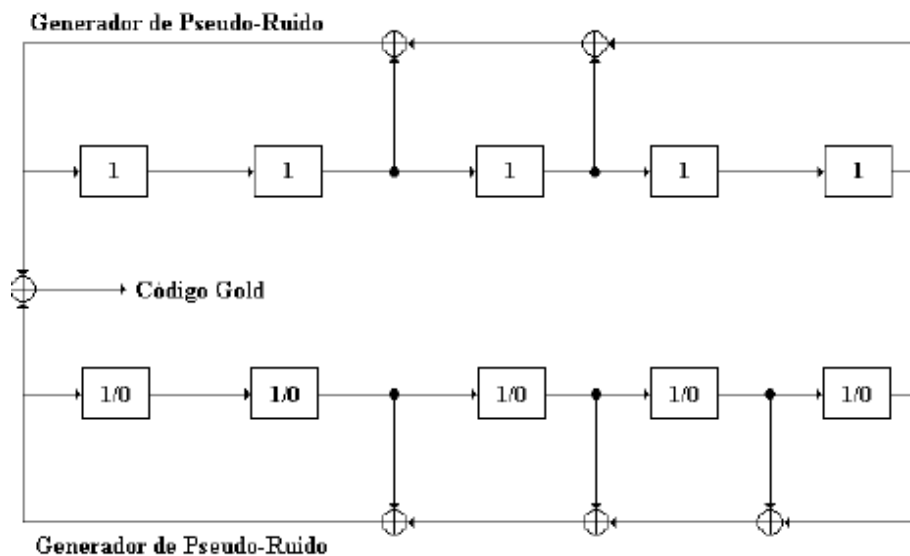 Generador de Pseudo-Ruido
1 1 1 1 1
Código Gold
1/0 1/0 1/0 1/0 1/0
Generador de Pseudo-Ruido